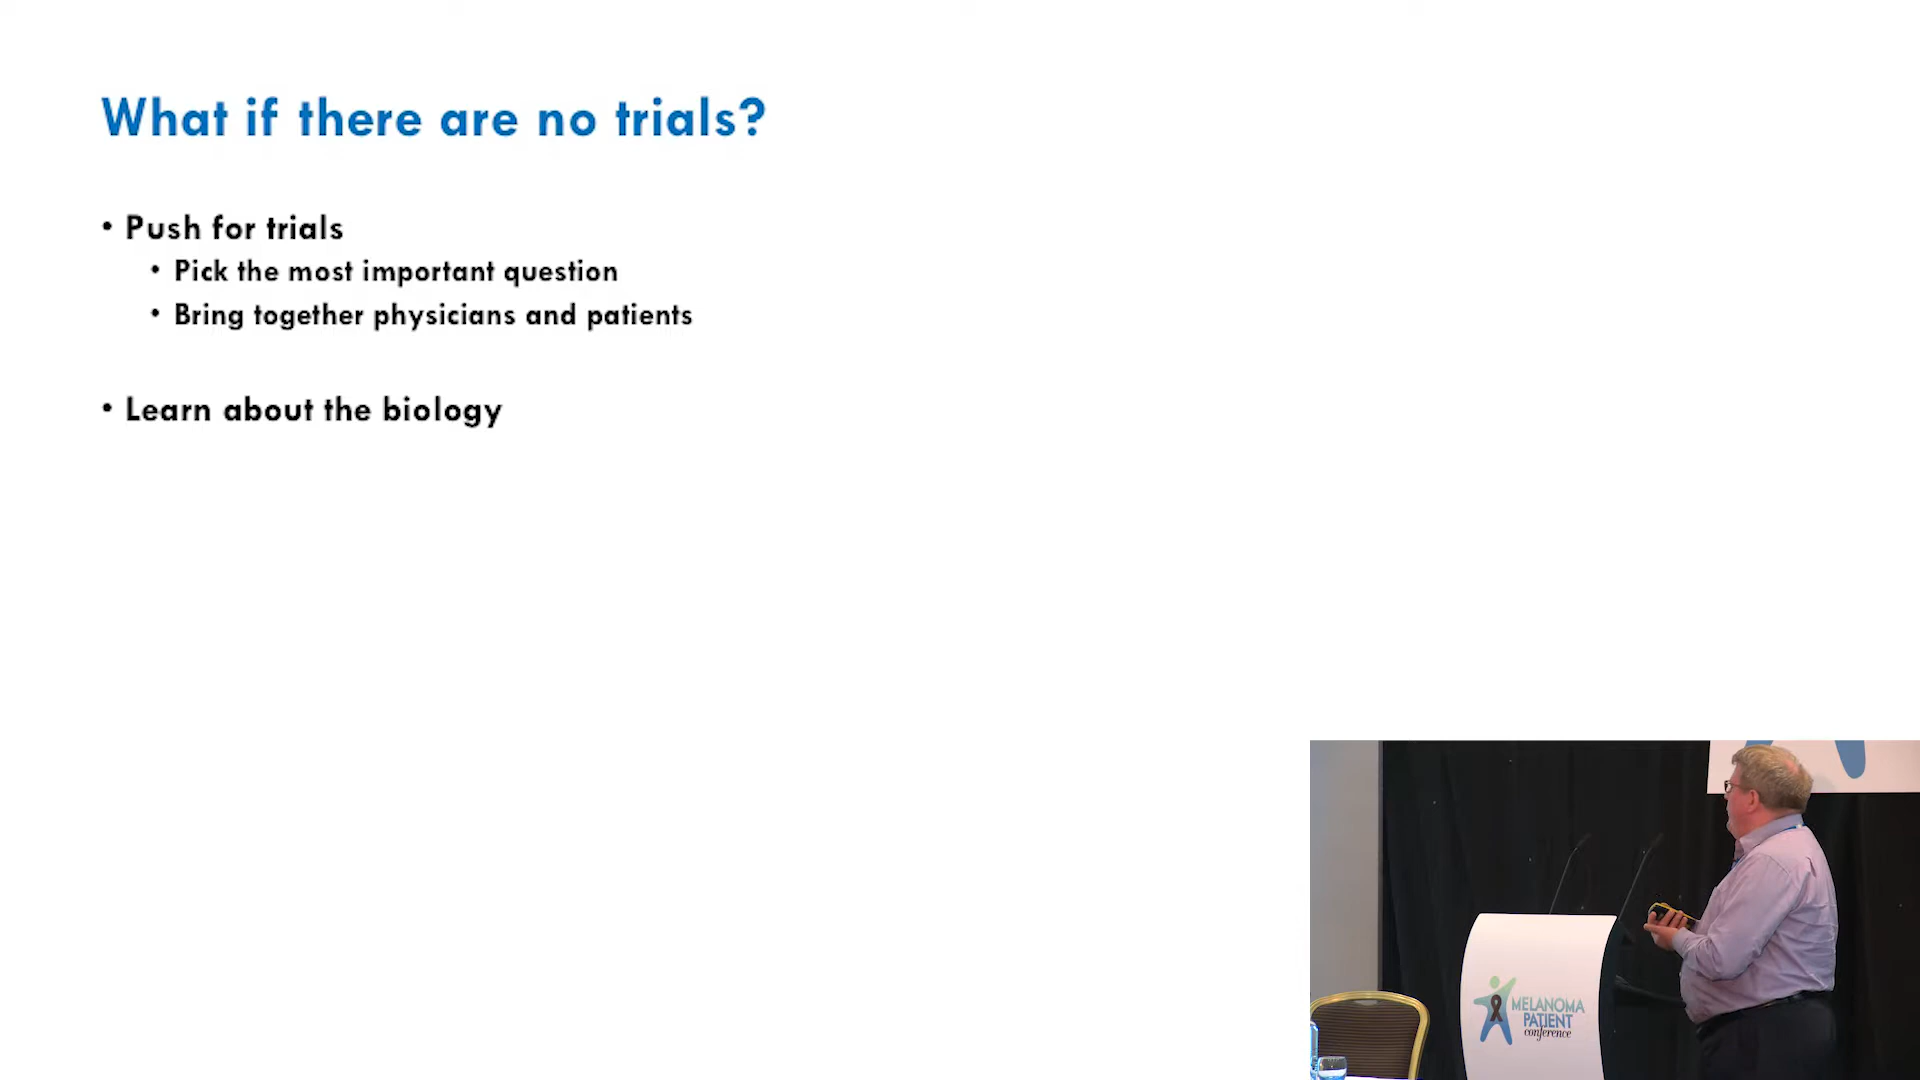 What if there are no trials?
• Push for trials
• Pick the most important question
• Bring together physicians and patients
• Learn about the biology
MELANOMA
PATIENT
conference